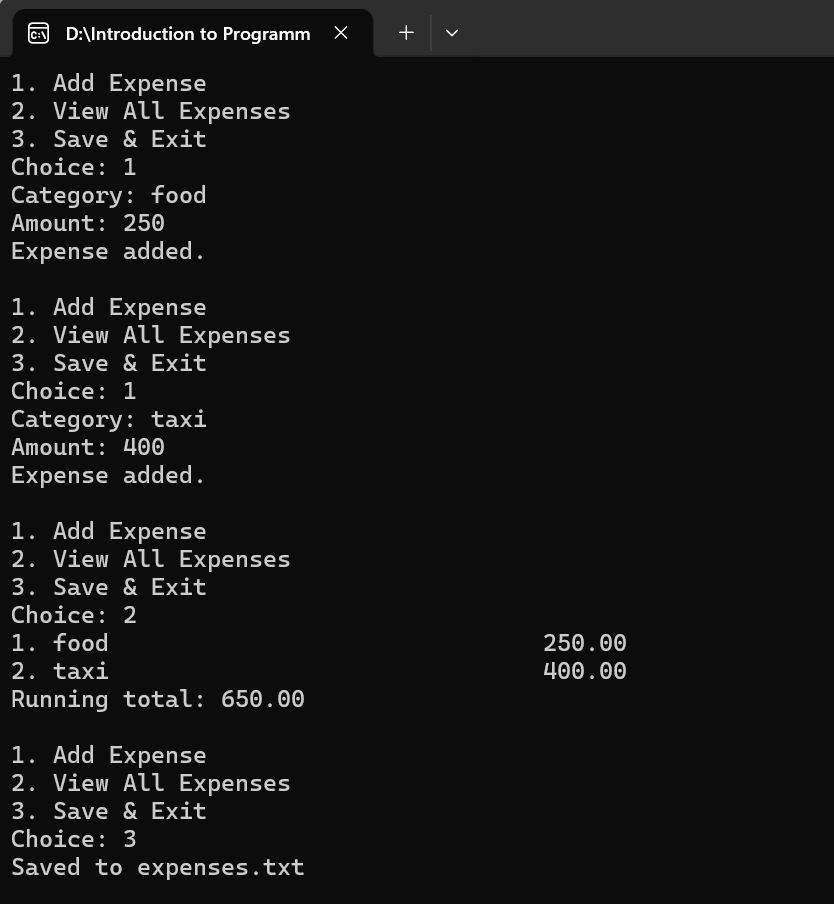 D:\Introduction to Programm
1. Add Expense
2. View All Expenses
3. Save & Exit
Choice: 1
Category: food
Amount: 250
Expense added.
1. Add Expense
2. View All Expenses
3. Save & Exit
Choice: 1
Category: taxi
Amount: 400
Expense added.
1. Add Expense
2. View All Expenses
3. Save & Exit
Choice: 2
1. food 250.00
2. taxi 400.00
Running total: 650.00
1. Add Expense
2. View All Expenses
3. Save & Exit
Choice: 3
Saved to expenses.txt